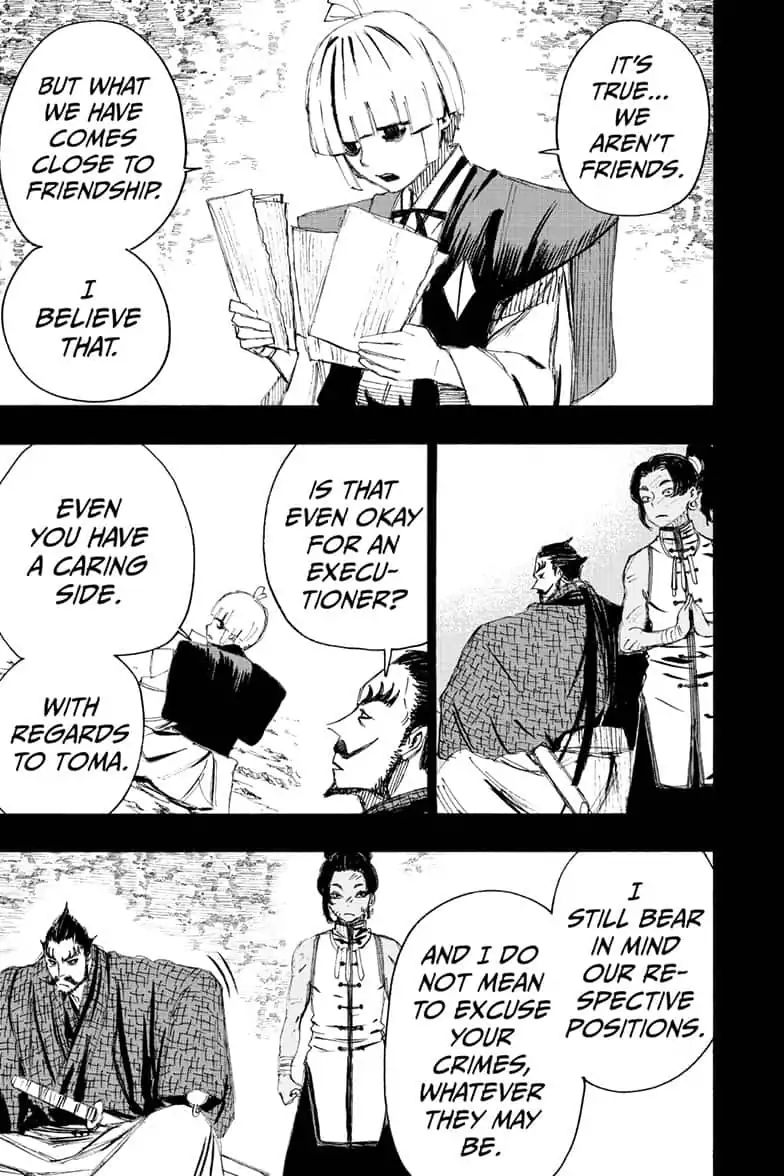 IT'S
TRUE...
WE
AREN'T
FRIENDS.
BUT WHAT
WE HAVE
COMES
CLOSE TO
FRIENDSHIP.
I
BELIEVE
THAT.
IS THAT
EVEN OKAY
FOR AN
EXECU-
TIONER?
EVEN
YOU HAVE
A CARING
SIDE.
WITH
REGARDS
TO TOMA.
I
STILL BEAR
IN MIND
OUR RE-
SPECTIVE
POSITIONS.
AND I DO
NOT MEAN
TO EXCUSE
YOUR
CRIMES,
WHATEVER
THEY MAY
BE.